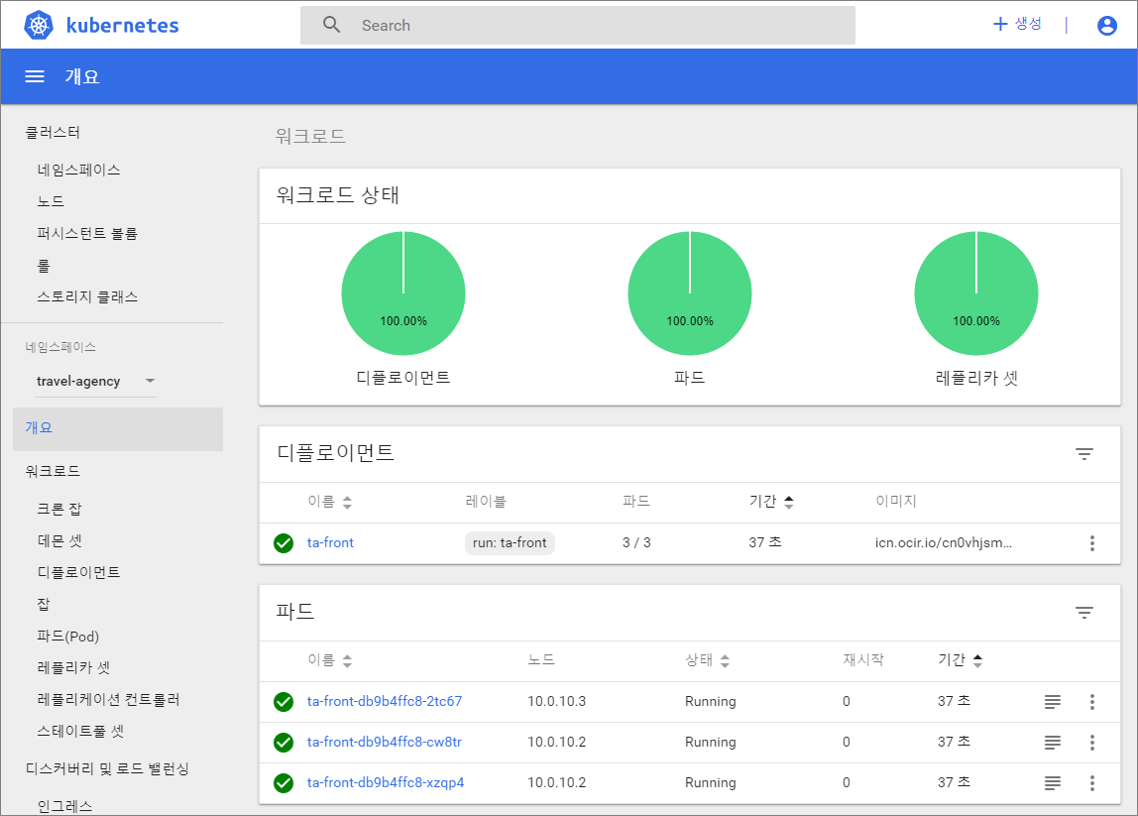 kubernetes
Search
+ 생성 |
개요
클러스터
네임스페이스
노드
퍼시스턴트 볼륨
롤
스토리지 클래스
네임스페이스
travel-agency
개요
워크로드
크론 잡
데몬 셋
디플로이먼트
잡
파드(Pod)
레플리카 셋
레플리케이션 컨트롤러
스테이트풀 셋
디스커버리 및 로드 밸런싱
인그레스
워크로드
워크로드 상태
100.00% 100.00% 100.00%
디플로이먼트 파드 레플리카 셋
디플로이먼트
이름 레이블 파드 기간 이미지
ta-front run: ta-front 3 / 3 37 초 icn.ocir.io/cn0vhjsm...
파드
이름 노드 상태 재시작 기간
ta-front-db9b4ffc8-2tc67 10.0.10.3 Running 0 37 초
ta-front-db9b4ffc8-cw8tr 10.0.10.2 Running 0 37 초
ta-front-db9b4ffc8-xzqp4 10.0.10.2 Running 0 37 초